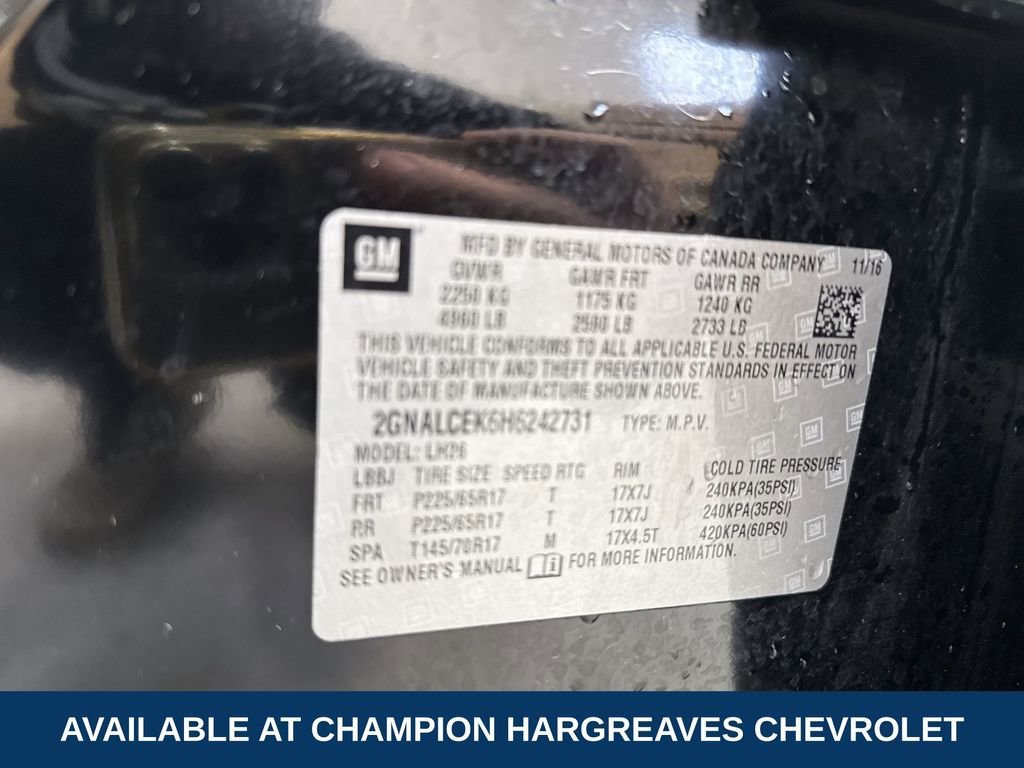 GM
MFD BY GENERAL MOTORS OF CANADA COMPANY 11/16
GVWR GAWR FRT GAWR RR
2250 KG 1175 KG 1240 KG
4960 LB 2590 LB 2733 LB
THIS VEHICLE CONFORMS TO ALL APPLICABLE U.S. FEDERAL MOTOR
VEHICLE SAFETY AND THEFT PREVENTION STANDARDS IN EFFECT ON
THE DATE OF MANUFACTURE SHOWN ABOVE.
2GNALCEK6H6242731 TYPE: M.P.V.
MODEL: LH26
LBBJ TIRE SIZE SPEED RTG RIM COLD TIRE PRESSURE
FRT P225/65R17 T 17X7J 240KPA(35PSI)
RR P225/65R17 T 17X7J 240KPA(35PSI)
SPA T145/70R17 M 17X4.5T 420KPA(60PSI)
SEE OWNER'S MANUAL FOR MORE INFORMATION.
AVAILABLE AT CHAMPION HARGREAVES CHEVROLET